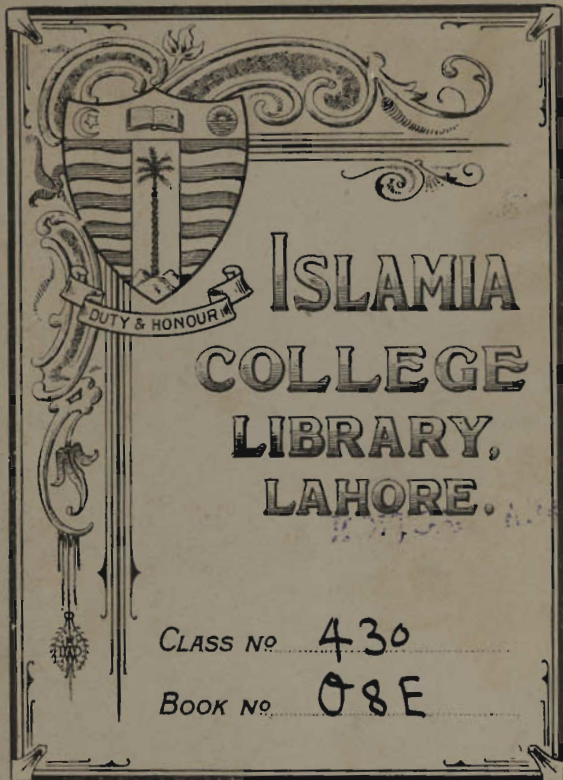 DUTY & HONOUR
ISLAMIA
COLLEGE
LIBRARY,
LAHORE.
CLASS Nº 430
BOOK Nº 08E